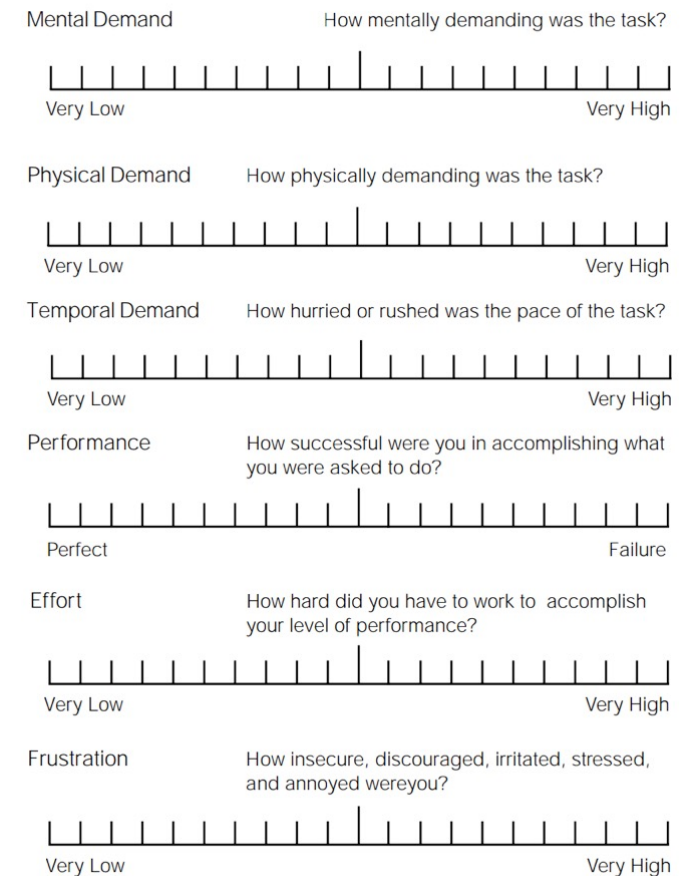 Mental Demand How mentally demanding was the task?
Very Low Very High
Physical Demand How physically demanding was the task?
Very Low Very High
Temporal Demand How hurried or rushed was the pace of the task?
Very Low Very High
Performance How successful were you in accomplishing what
you were asked to do?
Perfect Failure
Effort How hard did you have to work to accomplish
your level of performance?
Very Low Very High
Frustration How insecure, discouraged, irritated, stressed,
and annoyed wereyou?
Very Low Very High